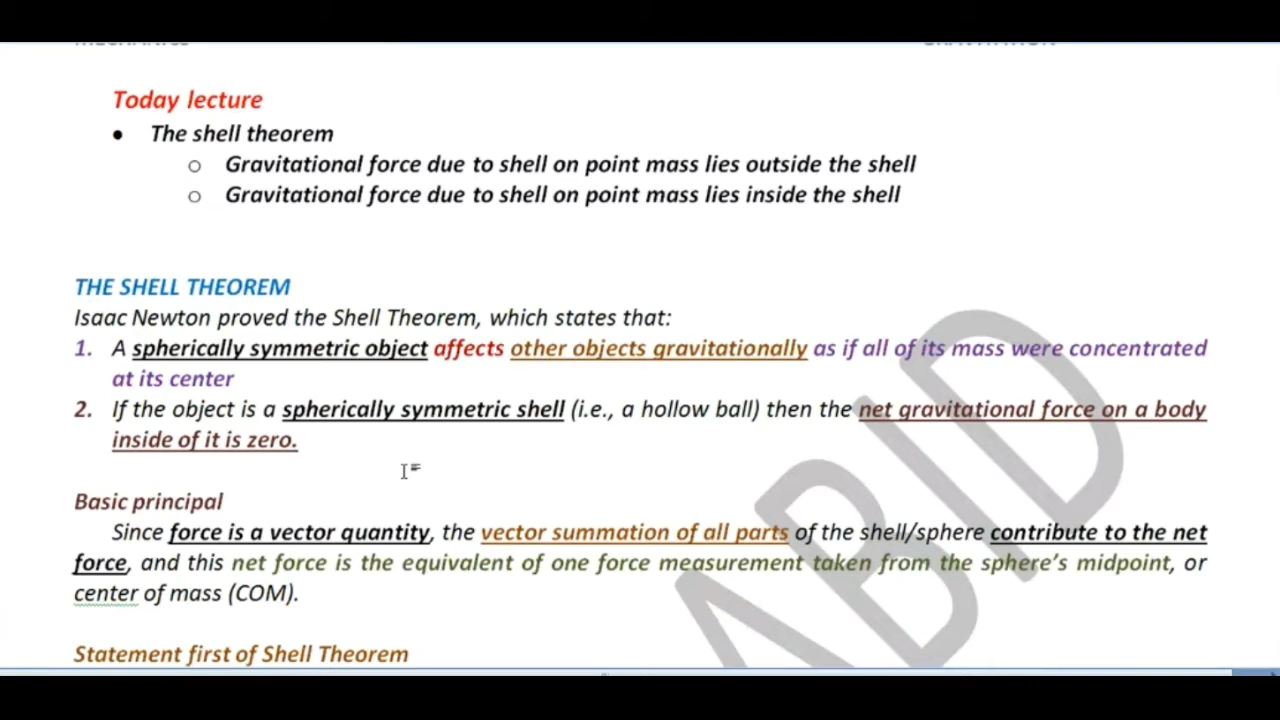 Today lecture
• The shell theorem
o Gravitational force due to shell on point mass lies outside the shell
o Gravitational force due to shell on point mass lies inside the shell
THE SHELL THEOREM
Isaac Newton proved the Shell Theorem, which states that:
1. A spherically symmetric object affects other objects gravitationally as if all of its mass were concentrated
at its center
2. If the object is a spherically symmetric shell (i.e., a hollow ball) then the net gravitational force on a body
inside of it is zero.
Basic principal
Since force is a vector quantity, the vector summation of all parts of the shell/sphere contribute to the net
force, and this net force is the equivalent of one force measurement taken from the sphere's midpoint, or
center of mass (COM).
Statement first of Shell Theorem
ABID